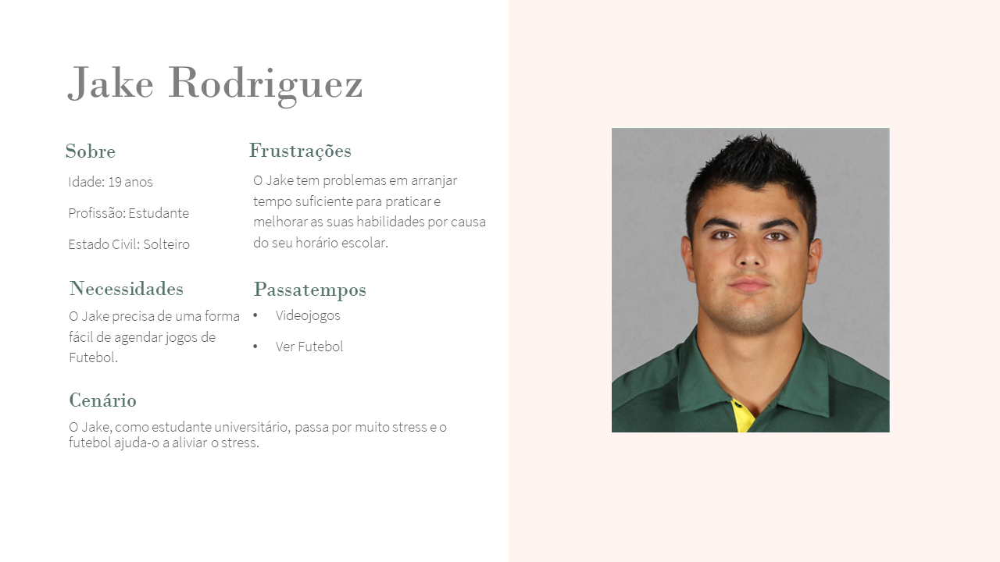 Jake Rodriguez
Sobre
Idade: 19 anos
Profissão: Estudante
Estado Civil: Solteiro
Frustrações
O Jake tem problemas em arranjar
tempo suficiente para praticar e
melhorar as suas habilidades por causa
do seu horário escolar.
Necessidades
O Jake precisa de uma forma
fácil de agendar jogos de
Futebol.
Passatempos
• Videojogos
• Ver Futebol
Cenário
O Jake, como estudante universitário, passa por muito stress e o
futebol ajuda-o a aliviar o stress.